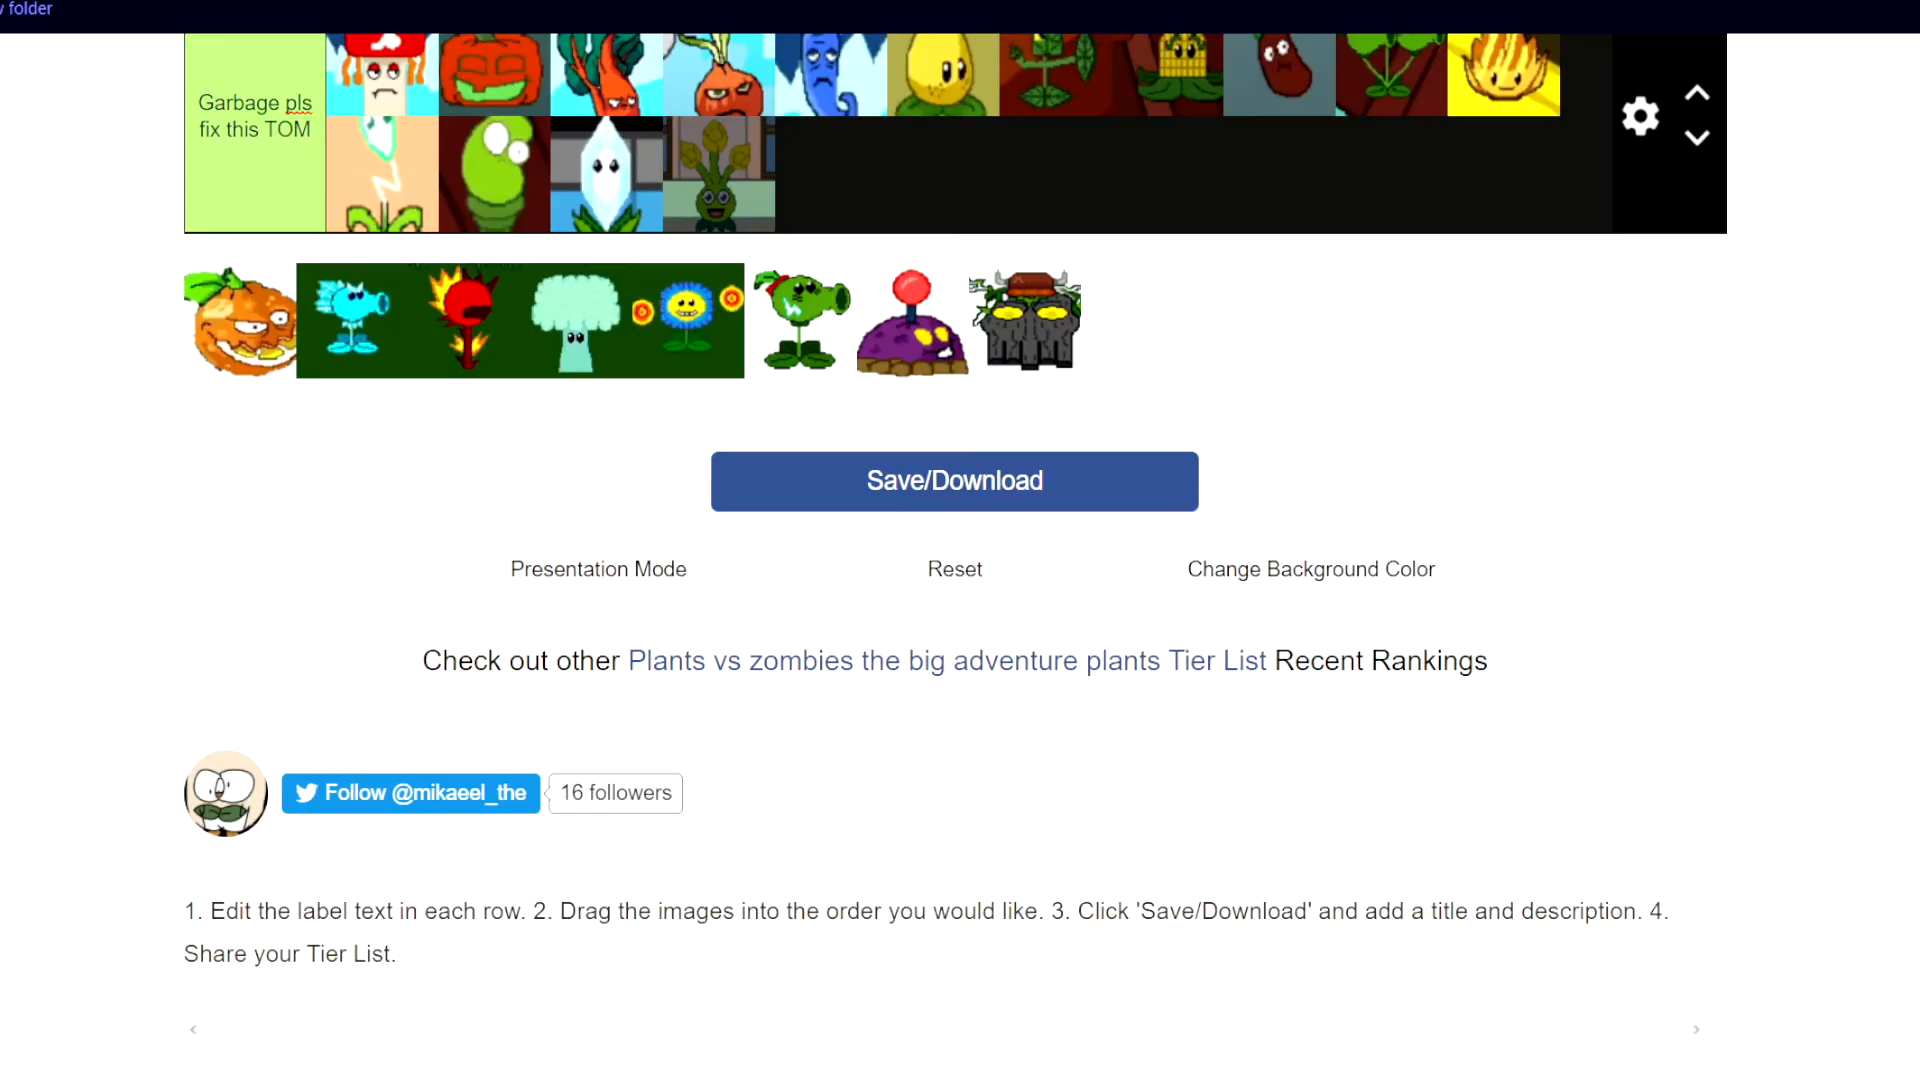 folder
Garbage pls
fix this TOM
Save/Download
Presentation Mode
Reset
Change Background Color
Check out other Plants vs zombies the big adventure plants Tier List Recent Rankings
Follow @mikaeel_the
16 followers
1. Edit the label text in each row. 2. Drag the images into the order you would like. 3. Click 'Save/Download' and add a title and description. 4.
Share your Tier List.